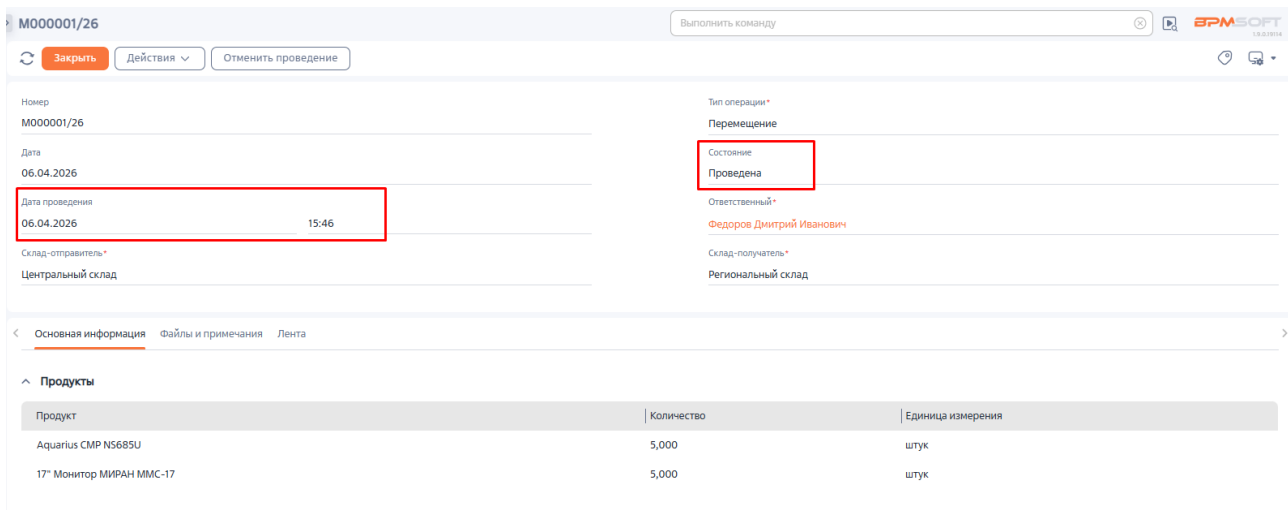 М000001/26
Выполнить команду
BPMSOFT
Закрыть
Действия
Отменить проведение
Номер
М000001/26
Тип операции*
Перемещение
Дата
06.04.2026
Состояние
Проведена
Дата проведения
06.04.2026 15:46
Ответственный*
Федоров Дмитрий Иванович
Склад-отправитель*
Центральный склад
Склад-получатель*
Региональный склад
Основная информация Файлы и примечания Лента
Продукты
Продукт Количество Единица измерения
Aquarius CMP NS685U 5,000 штук
17" Монитор МИРАН ММС-17 5,000 штук